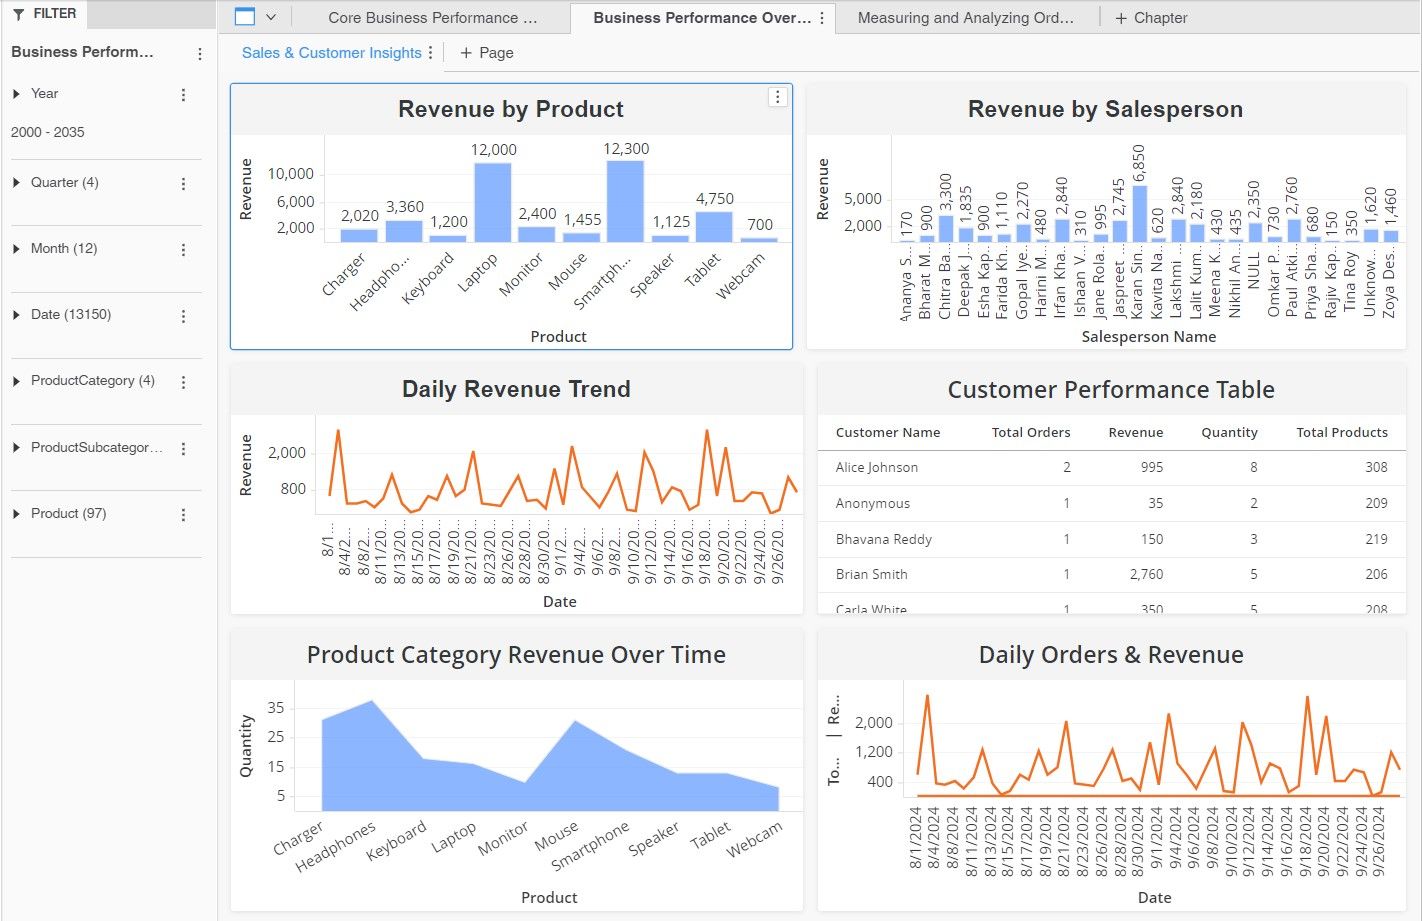 FILTER
Business Perform...
Year
2000 - 2035
Quarter (4)
Month (12)
Date (13150)
ProductCategory (4)
ProductSubcategor...
Product (97)
Core Business Performance ...
Business Performance Over...
Measuring and Analyzing Ord...
+ Chapter
Sales & Customer Insights
+ Page
Revenue by Product
Revenue
10,000
6,000
2,000
2,020
3,360
1,200
12,000
2,400
1,455
12,300
1,125
4,750
700
Charger
Headpho...
Keyboard
Laptop
Monitor
Mouse
Smartph...
Speaker
Tablet
Webcam
Product
Revenue by Salesperson
Revenue
5,000
2,000
170
900
3,300
1,835
900
1,110
2,270
480
2,840
310
995
2,745
6,850
620
2,840
2,180
430
435
2,350
730
2,760
680
150
350
1,620
1,460
Ananya S...
Bharat M...
Chitra Ba...
Deepak J...
Esha Kap...
Farida Kh...
Gopal Iye...
Harini M...
Irfan Kha...
Ishaan V...
Jane Rola...
Jaspreet ...
Karan Sin...
Kavita Na...
Lakshmi ...
Lalit Kum...
Meena K...
Nikhil An...
NULL
Omkar P...
Paul Atki...
Priya Sha...
Rajiv Kap...
Tina Roy
Unknow...
Zoya Des...
Salesperson Name
Daily Revenue Trend
Revenue
2,000
800
8/1...
8/4/2...
8/8/2...
8/11/20...
8/13/20...
8/15/20...
8/17/20...
8/19/20...
8/21/20...
8/23/20...
8/26/20...
8/28/20...
8/30/20...
9/1/2...
9/4/2...
9/6/2...
9/8/2...
9/10/20...
9/12/20...
9/14/20...
9/16/20...
9/18/20...
9/20/20...
9/22/20...
9/24/20...
9/26/20...
Date
Customer Performance Table
Customer Name Total Orders Revenue Quantity Total Products
Alice Johnson 2 995 8 308
Anonymous 1 35 2 209
Bhavana Reddy 1 150 3 219
Brian Smith 1 2,760 5 206
Carla White 1 350 5 208
Product Category Revenue Over Time
Quantity
35
25
15
5
Charger
Headphones
Keyboard
Laptop
Monitor
Mouse
Smartphone
Speaker
Tablet
Webcam
Product
Daily Orders & Revenue
To... | Re...
2,000
1,200
400
8/1/2024
8/4/2024
8/8/2024
8/11/2024
8/13/2024
8/15/2024
8/17/2024
8/19/2024
8/21/2024
8/23/2024
8/26/2024
8/28/2024
8/30/2024
9/1/2024
9/4/2024
9/6/2024
9/8/2024
9/10/2024
9/12/2024
9/14/2024
9/16/2024
9/18/2024
9/20/2024
9/22/2024
9/24/2024
9/26/2024
Date